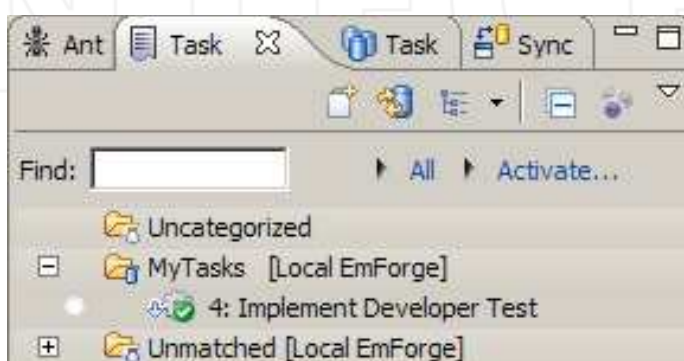 Ant Task Task Sync
Find: All Activate...
Uncategorized
MyTasks [Local EmForge]
4: Implement Developer Test
Unmatched [Local EmForge]